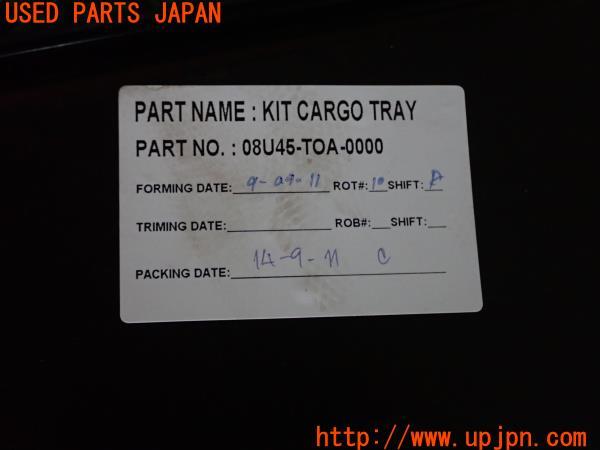 USED PARTS JAPAN
PART NAME : KIT CARGO TRAY
PART NO. : 08U45-TOA-0000
FORMING DATE: 9-09-11 ROT#: 10 SHIFT: A
TRIMING DATE: ROB#: SHIFT:
PACKING DATE: 14-9-11 C
http://www.upjpn.com